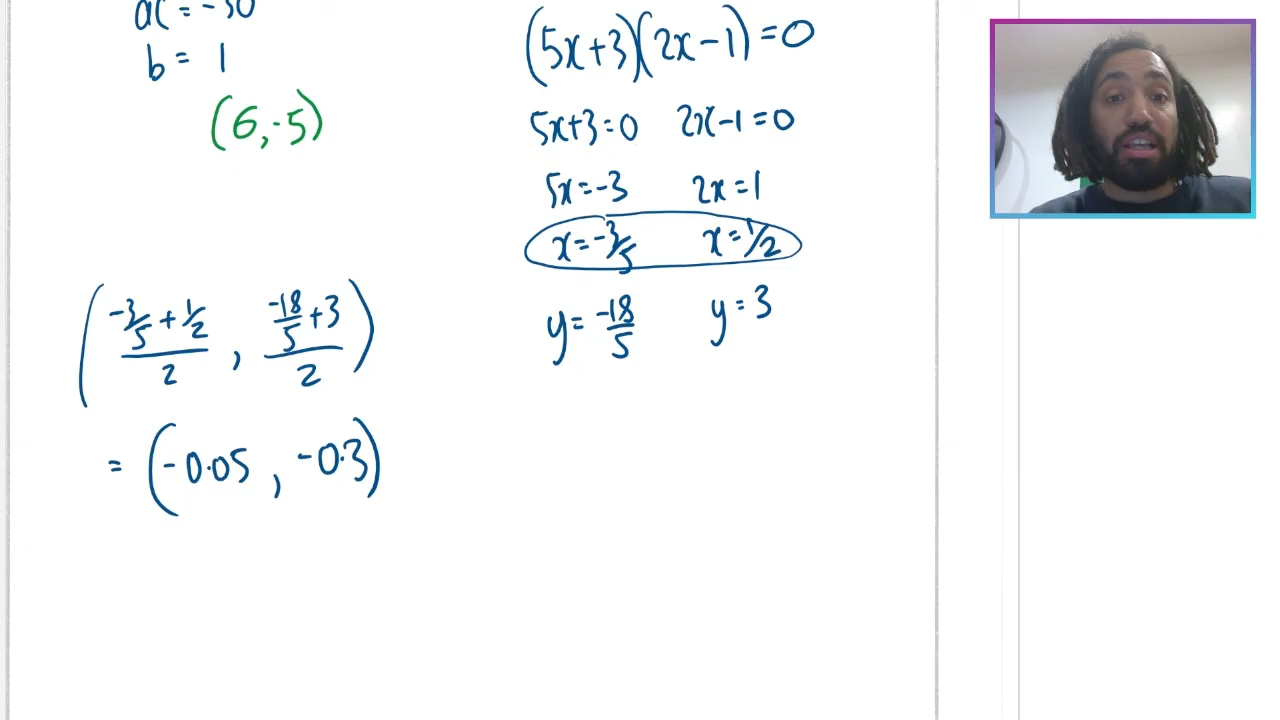 ac = -30
b = 1
(6, -5)
(5x+3)(2x-1)=0
5x+3=0 2x-1=0
5x=-3 2x=1
x=-3/5 x=1/2
y=-18/5 y=3
((-3/5+1/2)/2, (-18/5+3)/2)
= (-0.05, -0.3)